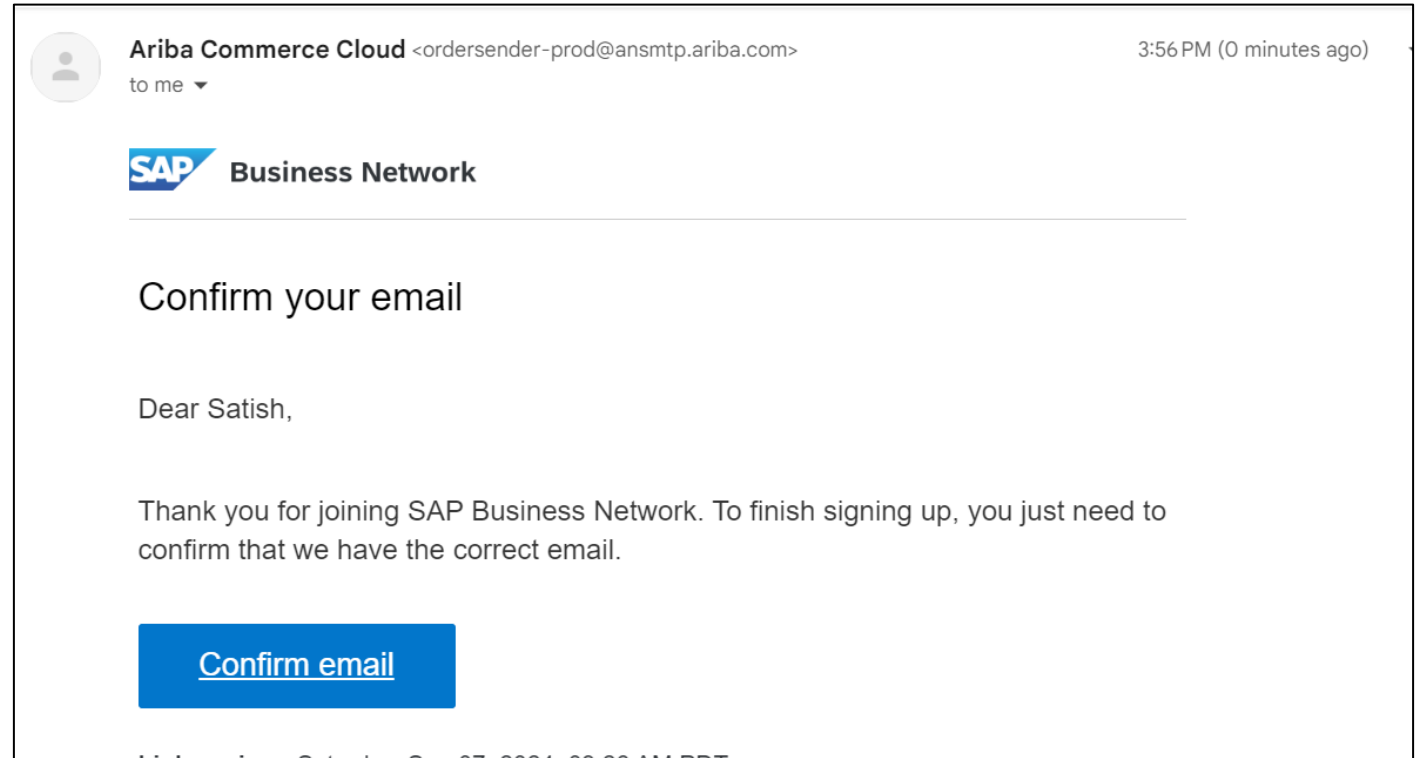 Ariba Commerce Cloud <ordersender-prod@ansmtp.ariba.com> 3:56 PM (0 minutes ago)
to me
SAP Business Network
Confirm your email
Dear Satish,
Thank you for joining SAP Business Network. To finish signing up, you just need to
confirm that we have the correct email.
Confirm email